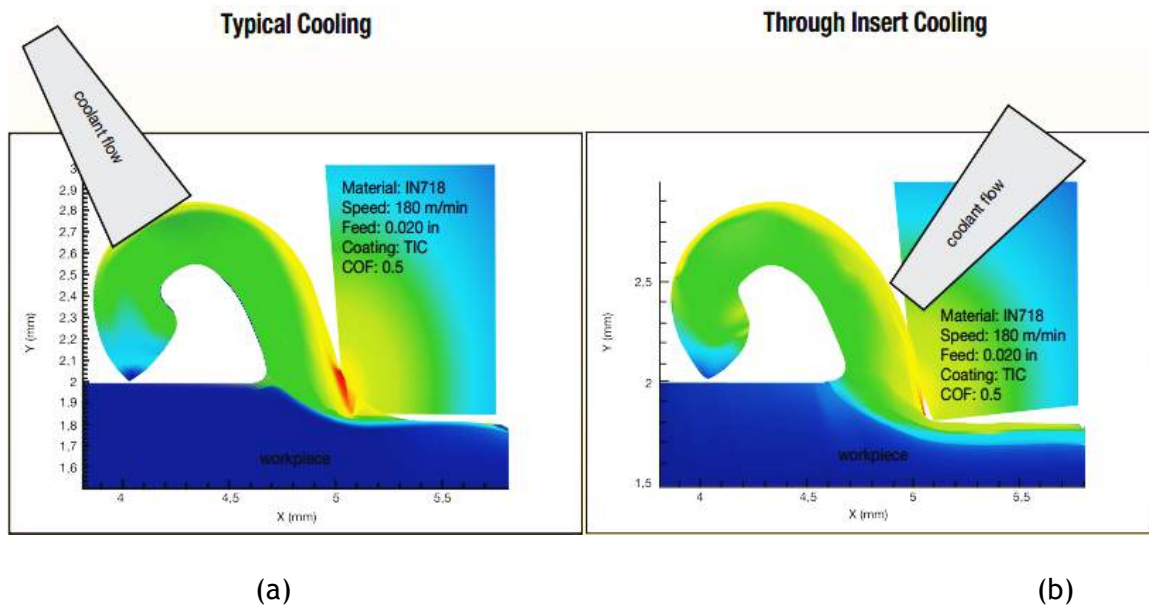 Typical Cooling
coolant flow
Material: IN718
Speed: 180 m/min
Feed: 0.020 in
Coating: TIC
COF: 0.5
2.9
2.8
2.7
2.6
2.5
2.4
2.3
2.2
2.1
2
1.9
1.8
1.7
1.6
Y (mm)
workpiece
4 4,5 5 5,5
X (mm)
(a)
Through Insert Cooling
coolant flow
Material: IN718
Speed: 180 m/min
Feed: 0.020 in
Coating: TIC
COF: 0.5
2.5
2
1.5
Y (mm)
workpiece
4 4,5 5 5,5
X (mm)
(b)